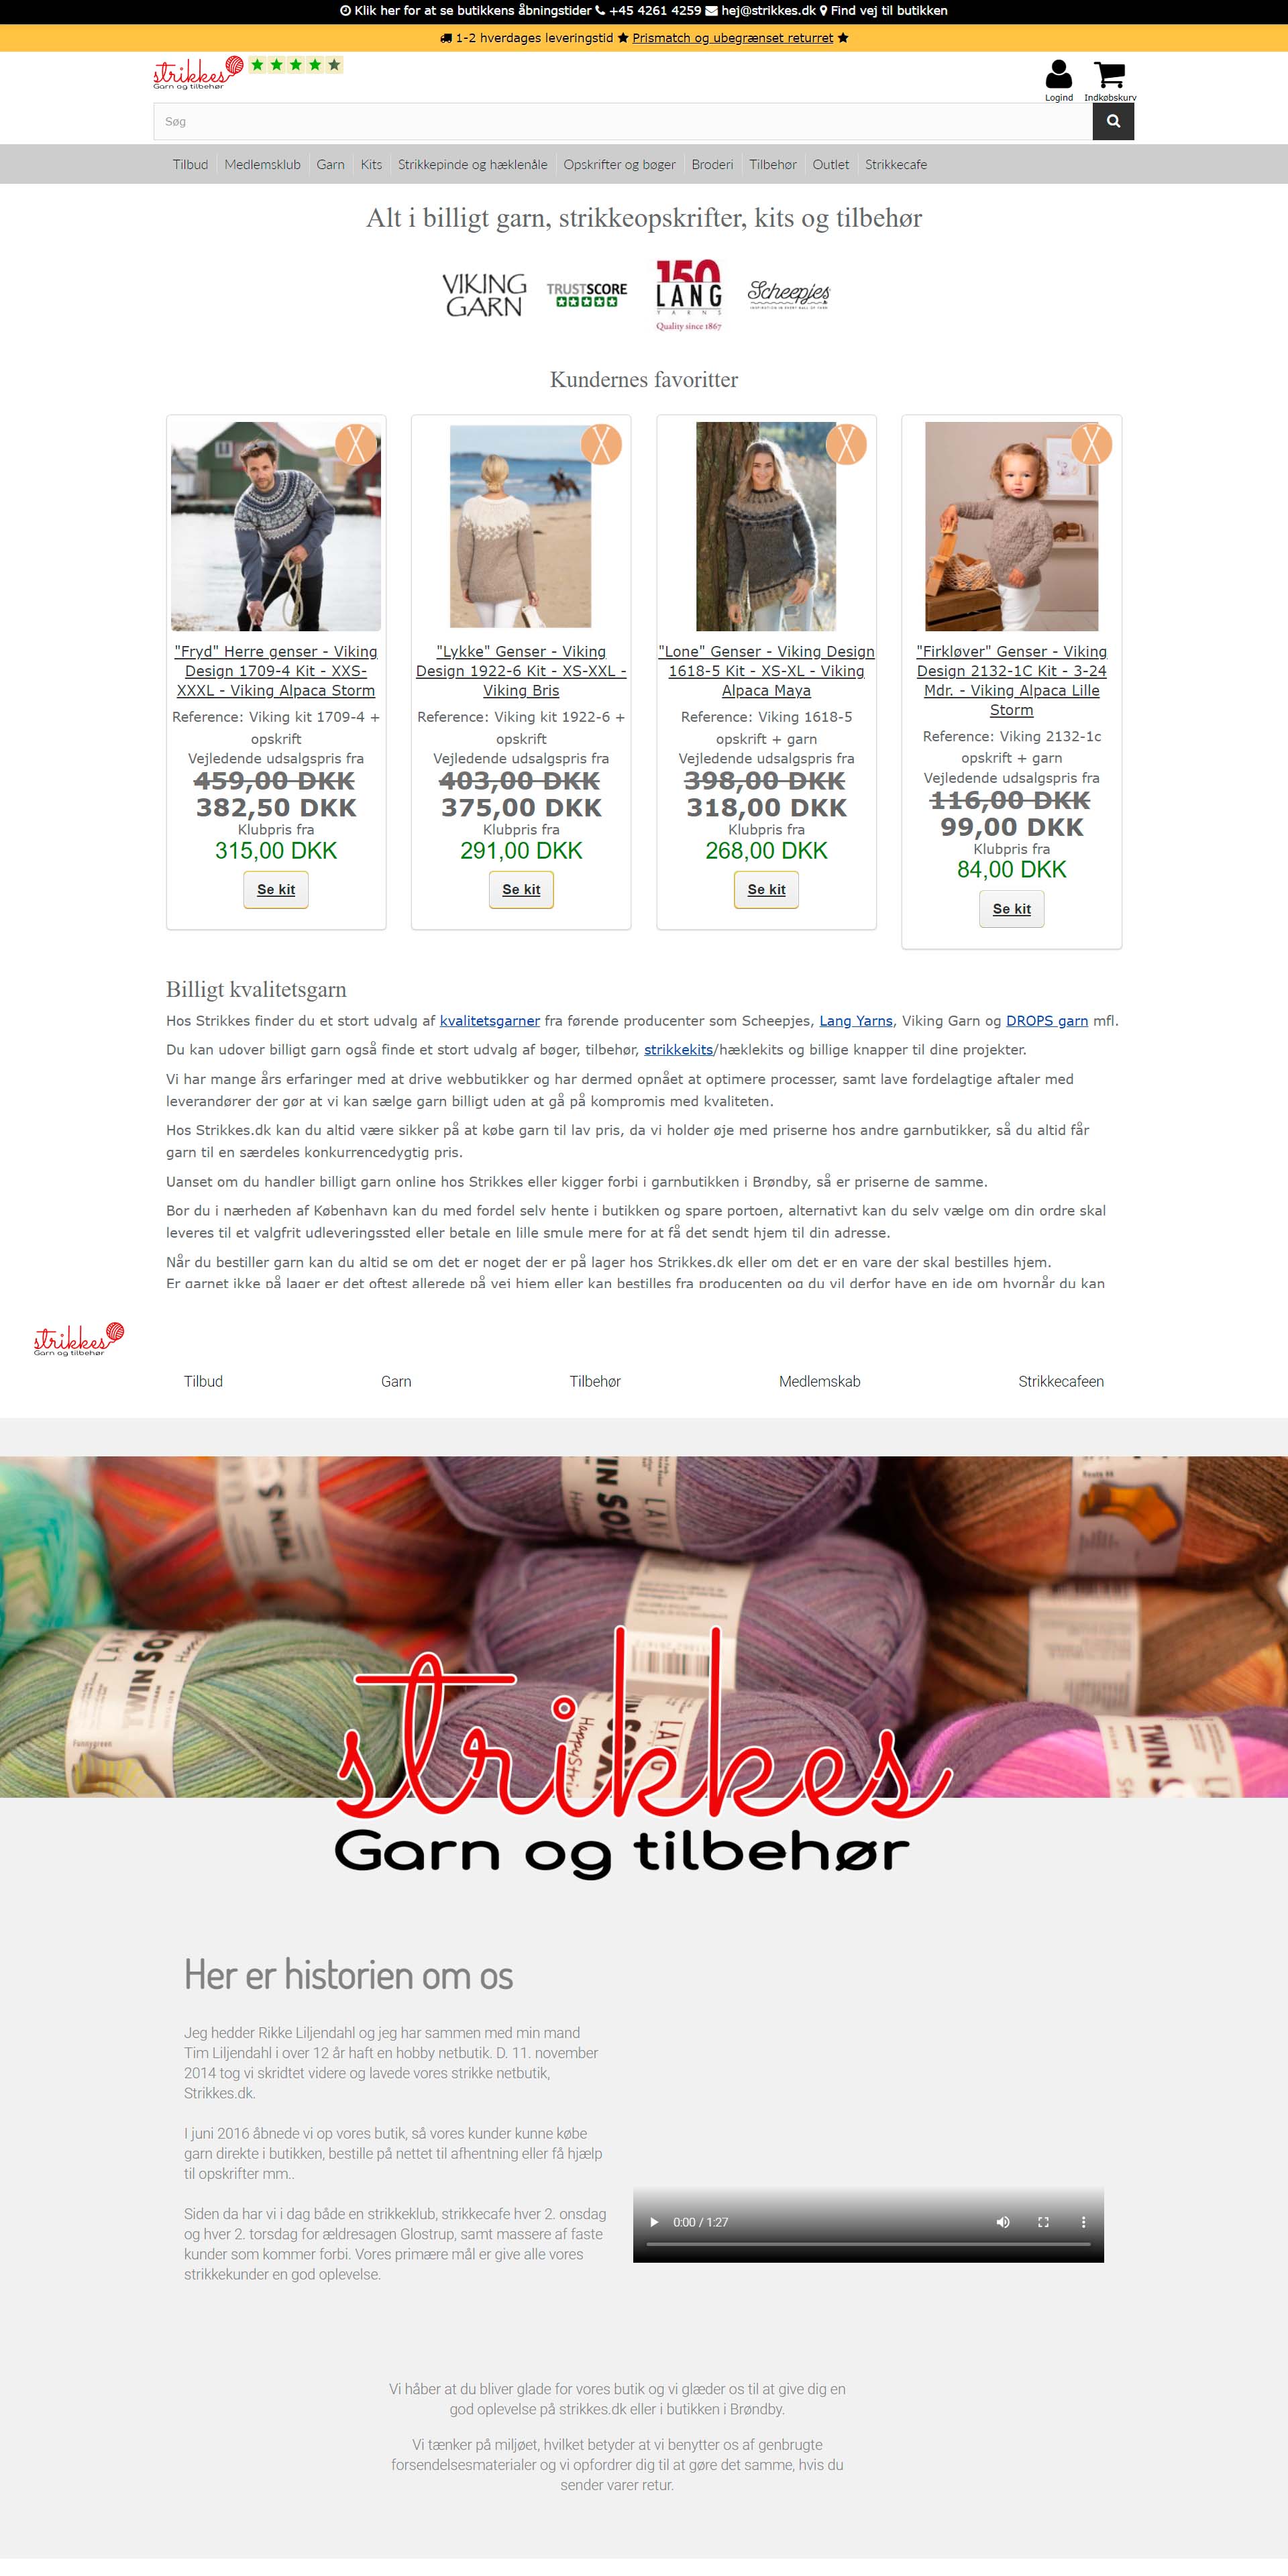 Klik her for at se butikkens åbningstider +45 4261 4259 hej@strikkes.dk Find vej til butikken
1-2 hverdages leveringstid Prismatch og ubegrænset returret
strikkes
Garn og tilbehør
Logind
Indkøbskurv
Søg
Tilbud Medlemsklub Garn Kits Strikkepinde og hæklenåle Opskrifter og bøger Broderi Tilbehør Outlet Strikkecafe
Alt i billigt garn, strikkeopskrifter, kits og tilbehør
VIKING
GARN
TRUSTSCORE
150
LANG
YARNS
Quality since 1867
Scheepjes
Kundernes favoritter
"Fryd" Herre genser - Viking
Design 1709-4 Kit - XXS-
XXXL - Viking Alpaca Storm
Reference: Viking kit 1709-4 +
opskrift
Vejledende udsalgspris fra
459,00 DKK
382,50 DKK
Klubpris fra
315,00 DKK
Se kit
"Lykke" Genser - Viking
Design 1922-6 Kit - XS-XXL -
Viking Bris
Reference: Viking kit 1922-6 +
opskrift
Vejledende udsalgspris fra
403,00 DKK
375,00 DKK
Klubpris fra
291,00 DKK
Se kit
"Lone" Genser - Viking Design
1618-5 Kit - XS-XL - Viking
Alpaca Maya
Reference: Viking 1618-5
opskrift + garn
Vejledende udsalgspris fra
398,00 DKK
318,00 DKK
Klubpris fra
268,00 DKK
Se kit
"Firkløver" Genser - Viking
Design 2132-1C Kit - 3-24
Mdr. - Viking Alpaca Lille
Storm
Reference: Viking 2132-1c
opskrift + garn
Vejledende udsalgspris fra
116,00 DKK
99,00 DKK
Klubpris fra
84,00 DKK
Se kit
Billigt kvalitetsgarn
Hos Strikkes finder du et stort udvalg af kvalitetsgarner fra førende producenter som Scheepjes, Lang Yarns, Viking Garn og DROPS garn mfl.
Du kan udover billigt garn også finde et stort udvalg af bøger, tilbehør, strikkekits/hæklekits og billige knapper til dine projekter.
Vi har mange års erfaringer med at drive webbutikker og har dermed opnået at optimere processer, samt lave fordelagtige aftaler med
leverandører der gør at vi kan sælge garn billigt uden at gå på kompromis med kvaliteten.
Hos Strikkes.dk kan du altid være sikker på at købe garn til lav pris, da vi holder øje med priserne hos andre garnbutikker, så du altid får
garn til en særdeles konkurrencedygtig pris.
Uanset om du handler billigt garn online hos Strikkes eller kigger forbi i garnbutikken i Brøndby, så er priserne de samme.
Bor du i nærheden af København kan du med fordel selv hente i butikken og spare portoen, alternativt kan du selv vælge om din ordre skal
leveres til et valgfrit udleveringssted eller betale en lille smule mere for at få det sendt hjem til din adresse.
Når du bestiller garn kan du altid se om det er noget der er på lager hos Strikkes.dk eller om det er en vare der skal bestilles hjem.
Er garnet ikke på lager er det oftest allerede på vej hjem eller kan bestilles fra producenten og du vil derfor have en ide om hvornår du kan
strikkes
Garn og tilbehør
Tilbud Garn Tilbehør Medlemskab Strikkecafeen
TWIN SO
Funnygreen
strikkes
Garn og tilbehør
Her er historien om os
Jeg hedder Rikke Liljendahl og jeg har sammen med min mand
Tim Liljendahl i over 12 år haft en hobby netbutik. D. 11. november
2014 tog vi skridtet videre og lavede vores strikke netbutik,
Strikkes.dk.
I juni 2016 åbnede vi op vores butik, så vores kunder kunne købe
garn direkte i butikken, bestille på nettet til afhentning eller få hjælp
til opskrifter mm..
Siden da har vi i dag både en strikkeklub, strikkecafe hver 2. onsdag
og hver 2. torsdag for ældresagen Glostrup, samt massere af faste
kunder som kommer forbi. Vores primære mål er give alle vores
strikkekunder en god oplevelse.
0:00 / 1:27
Vi håber at du bliver glade for vores butik og vi glæder os til at give dig en
god oplevelse på strikkes.dk eller i butikken i Brøndby.
Vi tænker på miljøet, hvilket betyder at vi benytter os af genbrugte
forsendelsesmaterialer og vi opfordrer dig til at gøre det samme, hvis du
sender varer retur.